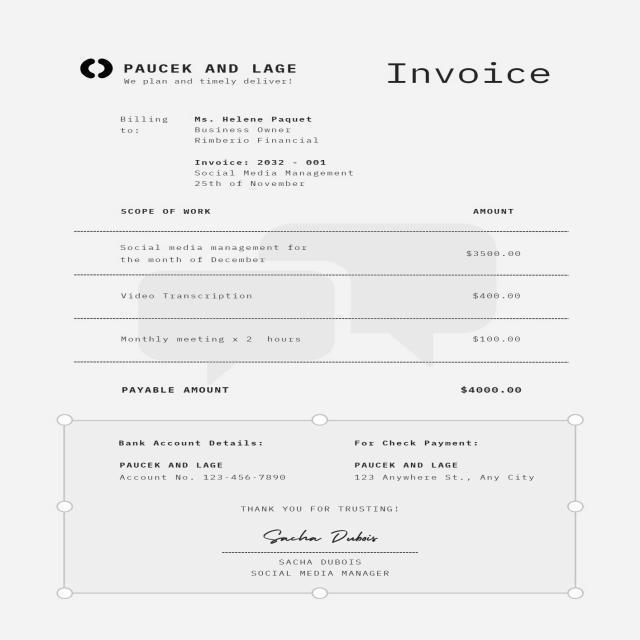 PAUCEK AND LAGE
We plan and timely deliver!
Invoice
Billing to:
Ms. Helene Paquet
Business Owner
Rimberio Financial
Invoice: 2032 - 001
Social Media Management
25th of November
SCOPE OF WORK AMOUNT
Social media management for
the month of December $3500.00
Video Transcription $400.00
Monthly meeting x 2 hours $100.00
PAYABLE AMOUNT $4000.00
Bank Account Details:
PAUCEK AND LAGE
Account No. 123-456-7890
For Check Payment:
PAUCEK AND LAGE
123 Anywhere St., Any City
THANK YOU FOR TRUSTING!
Sacha Dubois
SACHA DUBOIS
SOCIAL MEDIA MANAGER